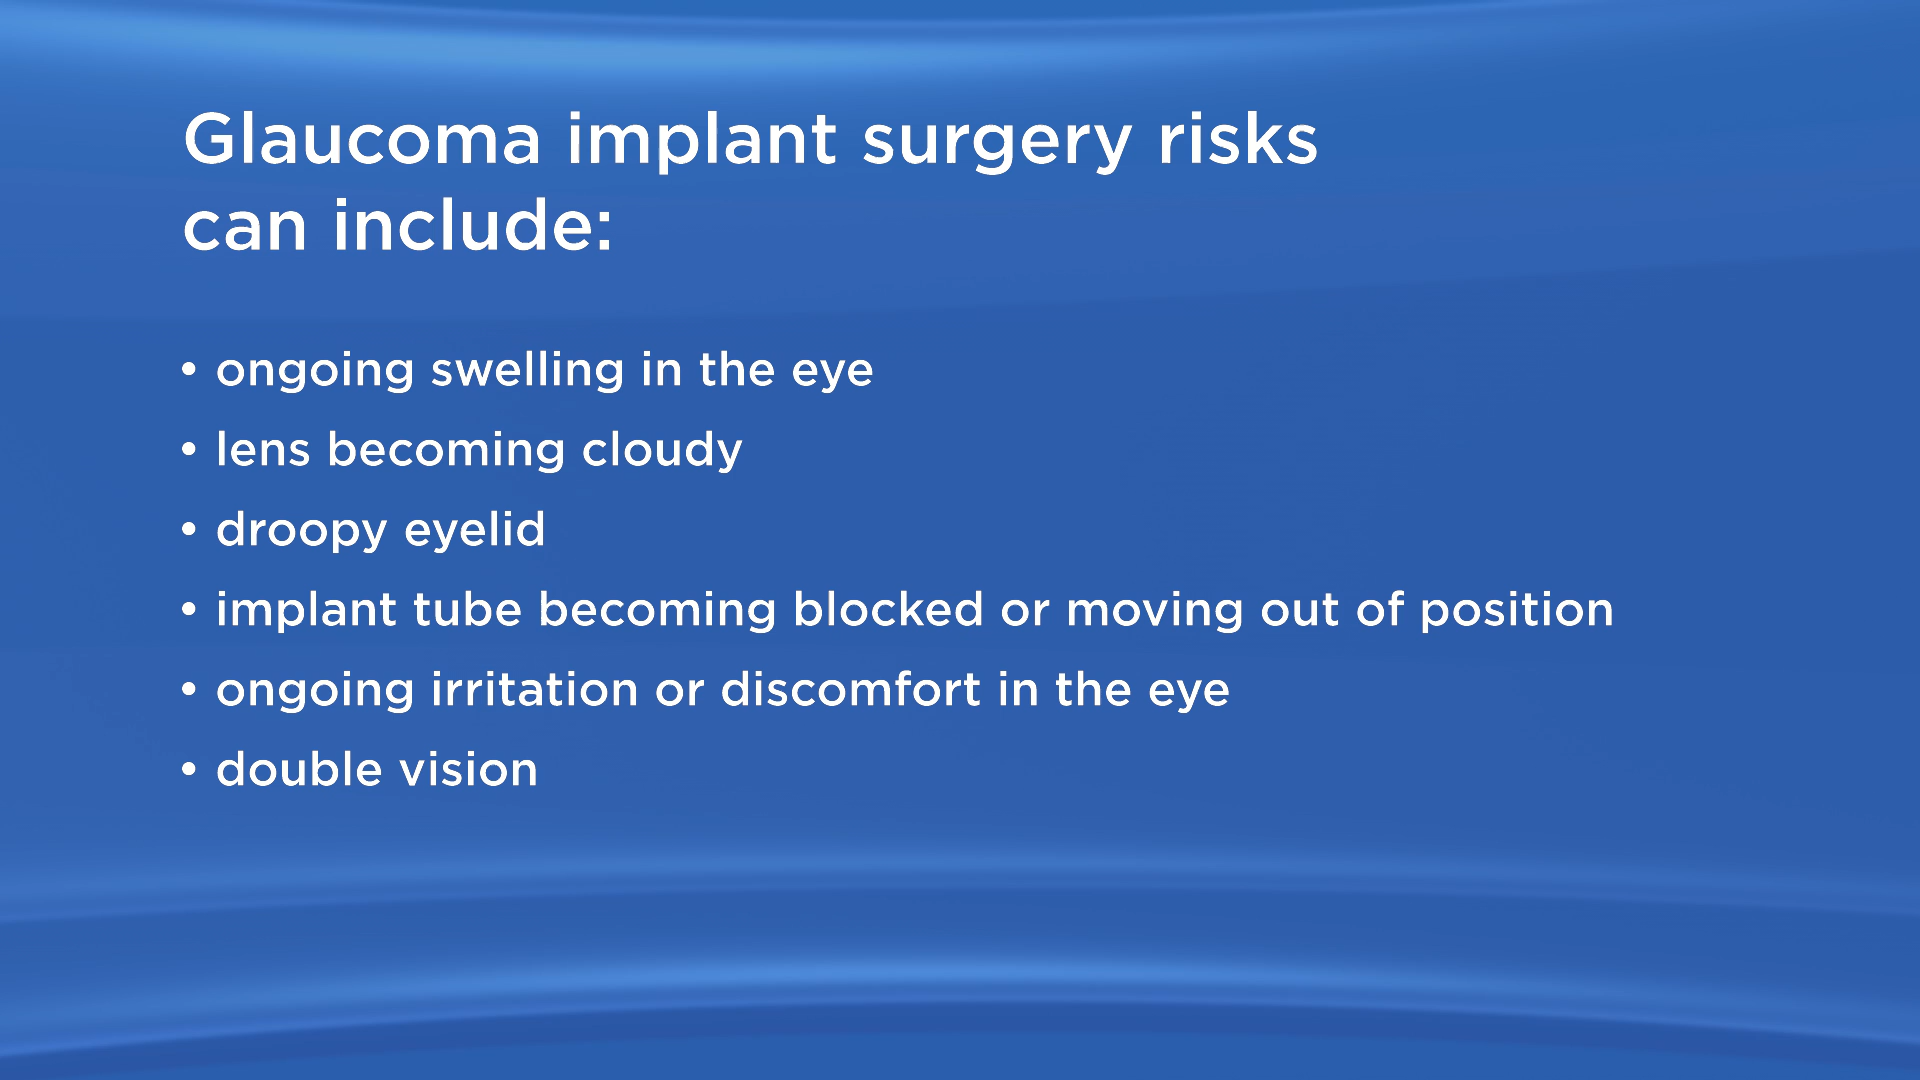 Glaucoma implant surgery risks
can include:
• ongoing swelling in the eye
• lens becoming cloudy
• droopy eyelid
• implant tube becoming blocked or moving out of position
• ongoing irritation or discomfort in the eye
• double vision